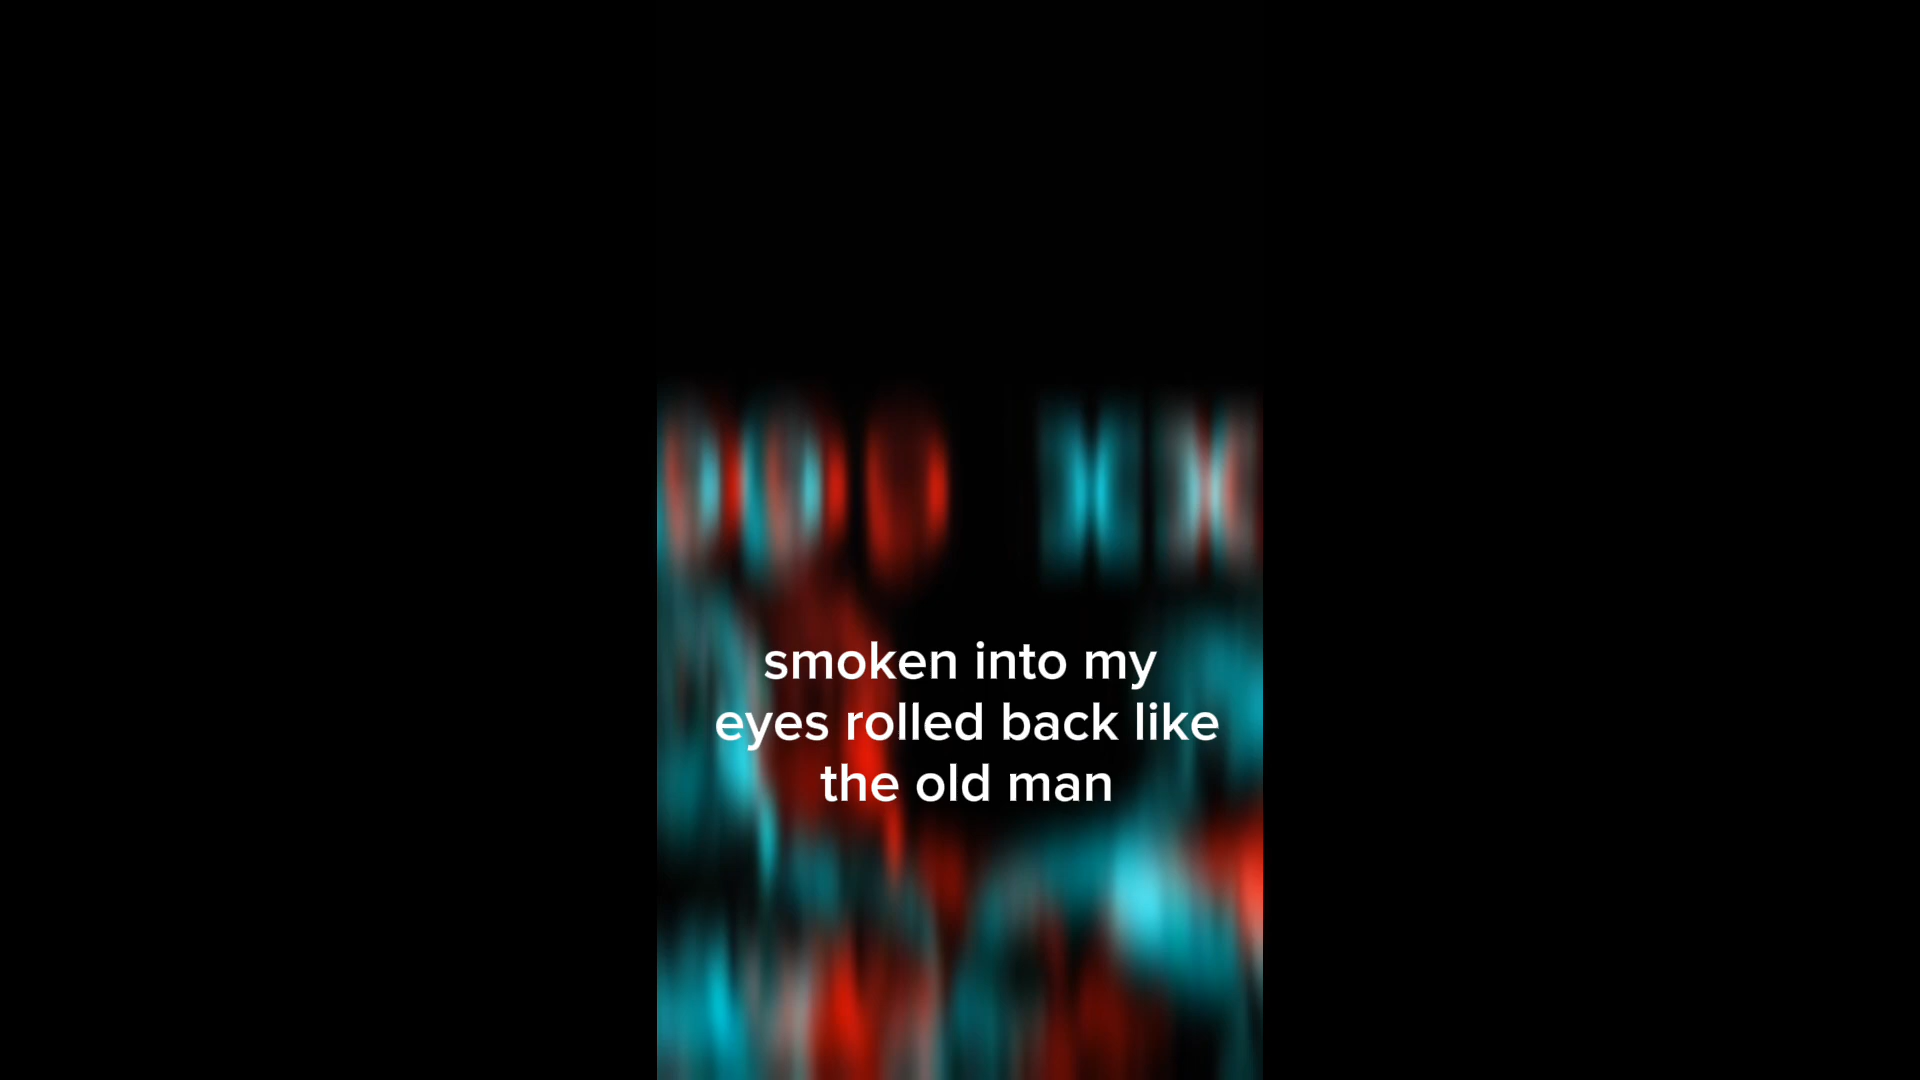 smoken into my
eyes rolled back like
the old man